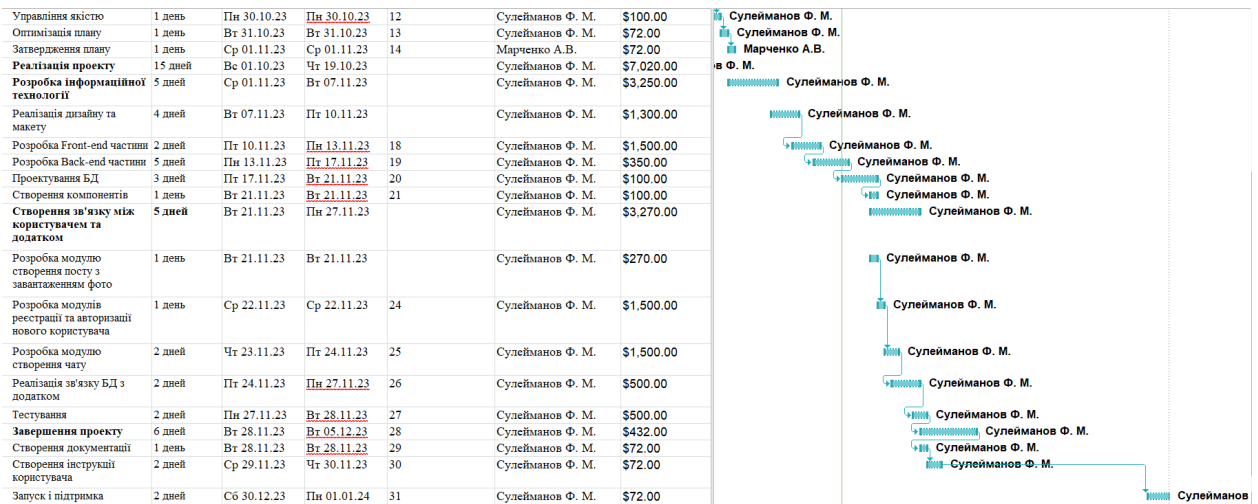 Управління якістю 1 день Пн 30.10.23 Пн 30.10.23 12 Сулейманов Ф. М. $100.00 Сулейманов Ф. М.
Оптимізація плану 1 день Вт 31.10.23 Вт 31.10.23 13 Сулейманов Ф. М. $72.00 Сулейманов Ф. М.
Затвердження плану 1 день Ср 01.11.23 Ср 01.11.23 14 Марченко А.В. $72.00 Марченко А.В.
Реалізація проекту 15 дней Вс 01.10.23 Чт 19.10.23 $7,020.00 в Ф. М.
Розробка інформаційної 5 дней Ср 01.11.23 Вт 07.11.23 Сулейманов Ф. М. $3,250.00 Сулейманов Ф. М.
технології
Реалізація дизайну та 4 дней Вт 07.11.23 Пт 10.11.23 Сулейманов Ф. М. $1,300.00 Сулейманов Ф. М.
макету
Розробка Front-end частини 2 дней Пт 10.11.23 Пн 13.11.23 18 Сулейманов Ф. М. $1,500.00 Сулейманов Ф. М.
Розробка Back-end частини 5 дней Пн 13.11.23 Пт 17.11.23 19 Сулейманов Ф. М. $350.00 Сулейманов Ф. М.
Проектування БД 3 дней Пт 17.11.23 Вт 21.11.23 20 Сулейманов Ф. М. $100.00 Сулейманов Ф. М.
Створення компонентів 1 день Вт 21.11.23 Вт 21.11.23 21 Сулейманов Ф. М. $100.00 Сулейманов Ф. М.
Створення зв'язку між 5 дней Вт 21.11.23 Пн 27.11.23 Сулейманов Ф. М. $3,270.00 Сулейманов Ф. М.
користувачем та
додатком
Розробка модулю 1 день Вт 21.11.23 Вт 21.11.23 Сулейманов Ф. М. $270.00 Сулейманов Ф. М.
створення посту з
завантаженням фото
Розробка модулів 1 день Ср 22.11.23 Ср 22.11.23 24 Сулейманов Ф. М. $1,500.00 Сулейманов Ф. М.
реєстрації та авторизації
нового користувача
Розробка модулю 2 дней Чт 23.11.23 Пт 24.11.23 25 Сулейманов Ф. М. $1,500.00 Сулейманов Ф. М.
створення чату
Реалізація зв'язку БД з 2 дней Пт 24.11.23 Пн 27.11.23 26 Сулейманов Ф. М. $500.00 Сулейманов Ф. М.
додатком
Тестування 2 дней Пн 27.11.23 Вт 28.11.23 27 Сулейманов Ф. М. $500.00 Сулейманов Ф. М.
Завершення проекту 6 дней Вт 28.11.23 Вт 05.12.23 28 Сулейманов Ф. М. $432.00 Сулейманов Ф. М.
Створення документації 1 день Вт 28.11.23 Вт 28.11.23 29 Сулейманов Ф. М. $72.00 Сулейманов Ф. М.
Створення інструкції 2 дней Ср 29.11.23 Чт 30.11.23 30 Сулейманов Ф. М. $72.00 Сулейманов Ф. М.
користувача
Запуск і підтримка 2 дней Сб 30.12.23 Пн 01.01.24 31 Сулейманов Ф. М. $72.00 Сулейманов